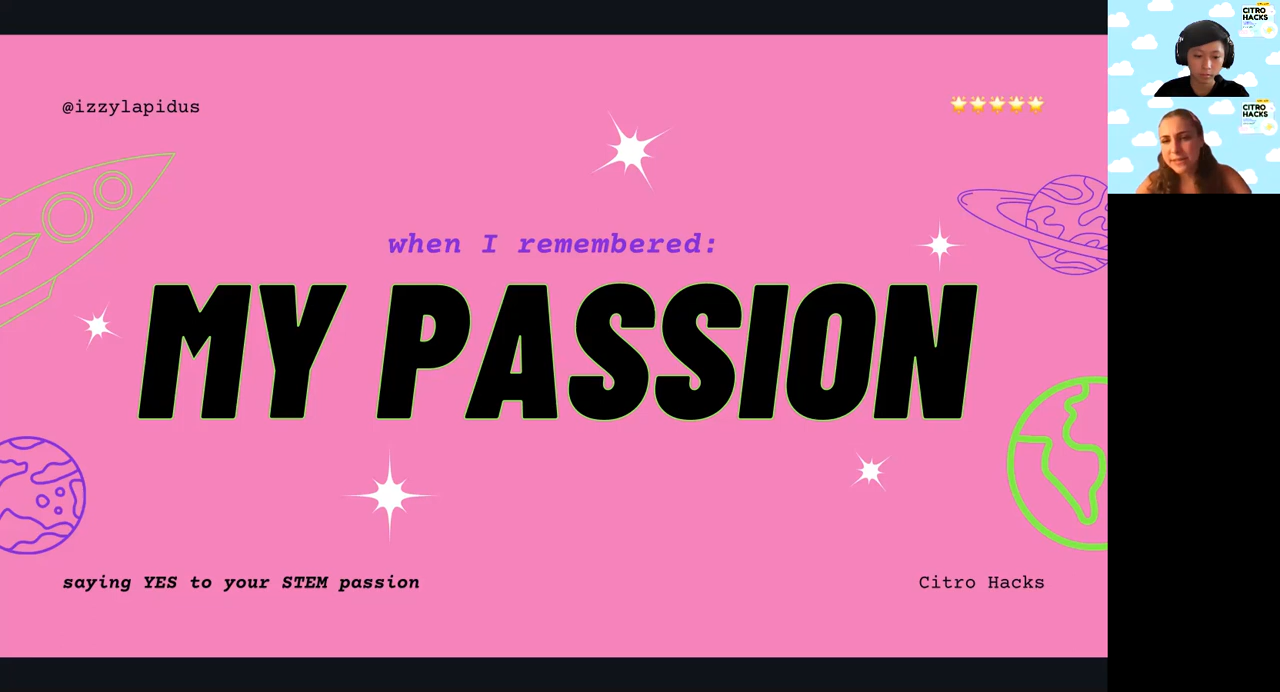 @izzylapidus
when I remembered:
MY PASSION
saying YES to your STEM passion
Citro Hacks
CITRO
HACKS
CITRO
HACKS